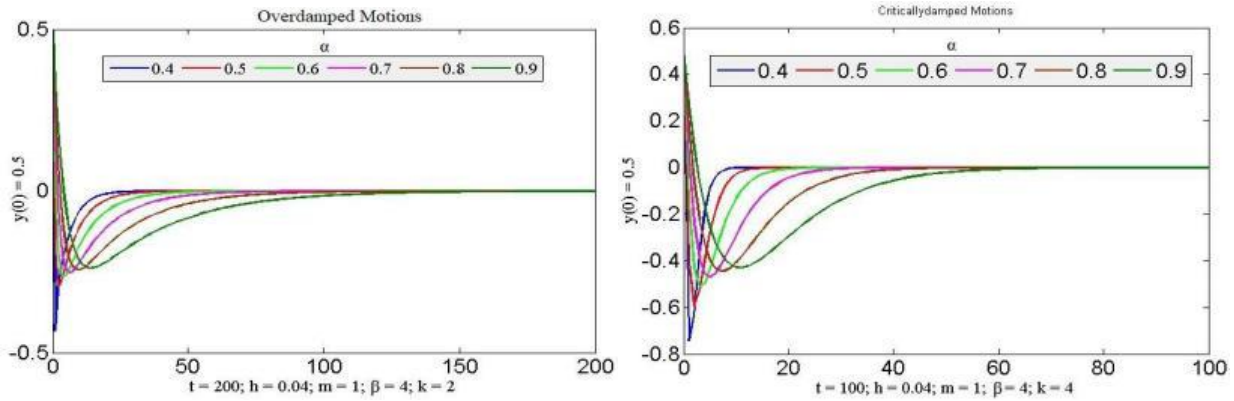 Overdamped Motions
0.5
α
0.4 0.5 0.6 0.7 0.8 0.9
y(0) = 0.5
0
-0.5
0 50 100 150 200
t = 200; h = 0.04; m = 1; β = 4; k = 2
Criticallydamped Motions
0.6
α
0.4 0.5 0.6 0.7 0.8 0.9
0.4
0.2
y(0) = 0.5
0
-0.2
-0.4
-0.6
-0.8
0 20 40 60 80 100
t = 100; h = 0.04; m = 1; β = 4; k = 4